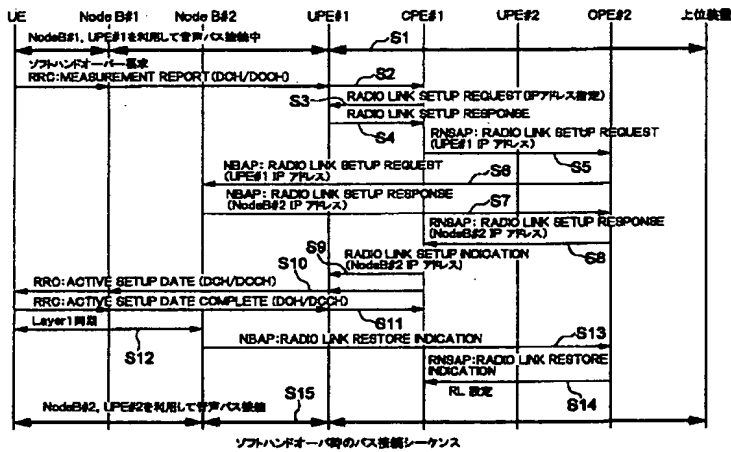 UE Node B#1 Node B#2 UPE#1 CPE#1 UPE#2 CPE#2 上位装置
NodeB#1, UPE#1を利用して音声パス接続中 S1
ソフトハンドオーバー要求
RRC:MEASUREMENT REPORT (DCH/DCCH) S2
S3 RADIO LINK SETUP REQUEST(IPアドレス指定)
RADIO LINK SETUP RESPONSE
S4
RNSAP: RADIO LINK SETUP REQUEST
(UPE#1 IP アドレス)
S5
NBAP: RADIO LINK SETUP REQUEST
(UPE#1 IP アドレス)
S6
NBAP: RADIO LINK SETUP RESPONSE
(NodeB#2 IP アドレス)
S7
RNSAP: RADIO LINK SETUP RESPONSE
(NodeB#2 IP アドレス)
S8
S9 RADIO LINK SETUP INDICATION
(NodeB#2 IP アドレス)
RRC:ACTIVE SETUP DATE (DCH/DCCH) S10
RRC:ACTIVE SETUP DATE COMPLETE (DCH/DCCH)
S11
Layer1同期
S12
NBAP:RADIO LINK RESTORE INDICATION S13
RNSAP:RADIO LINK RESTORE
INDICATION
RL 設定 S14
NodeB#2, UPE#2を利用して音声パス接続 S15
ソフトハンドオーバ時のパス接続シーケンス